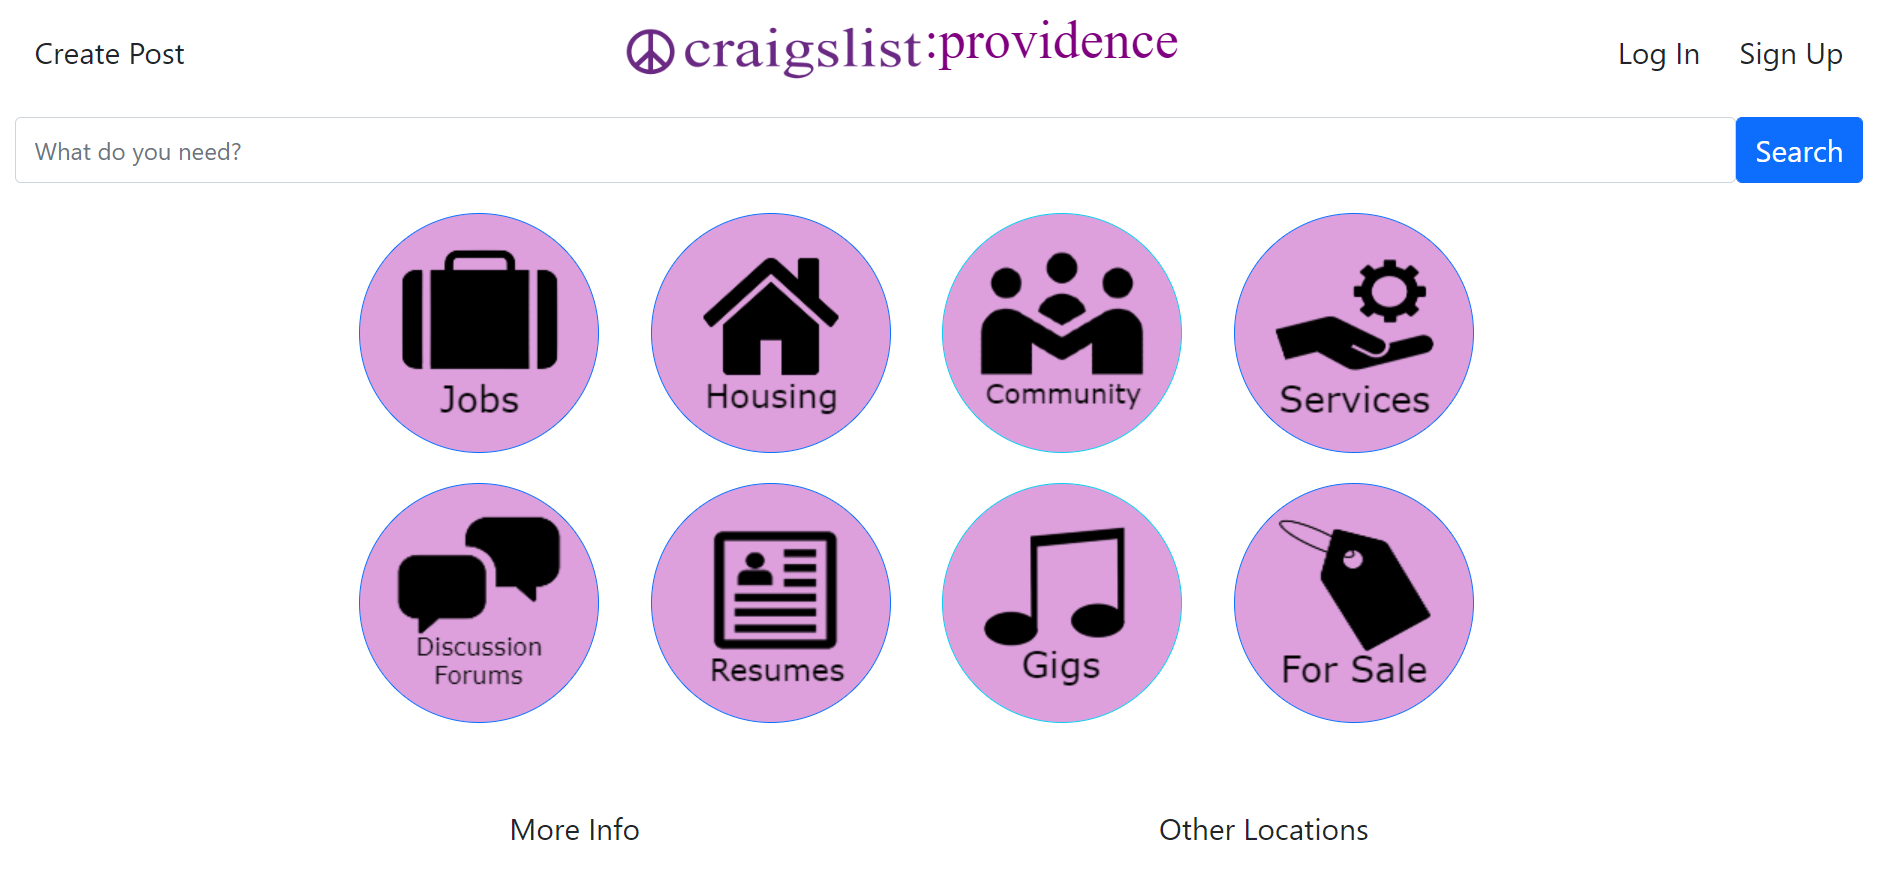 Create Post
craigslist:providence
Log In
Sign Up
What do you need?
Search
Jobs
Housing
Community
Services
Discussion
Forums
Resumes
Gigs
For Sale
More Info
Other Locations